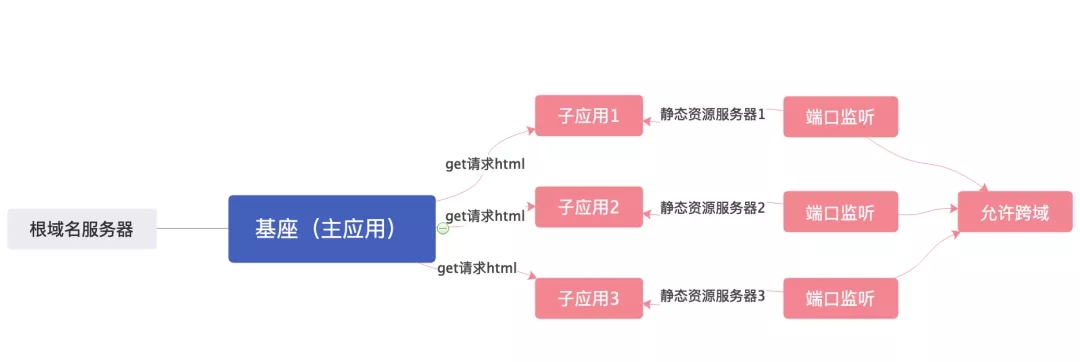 子应用1
静态资源服务器1
端口监听
get请求html
根域名服务器
基座（主应用）
get请求html
子应用2
静态资源服务器2
端口监听
允许跨域
get请求html
子应用3
静态资源服务器3
端口监听